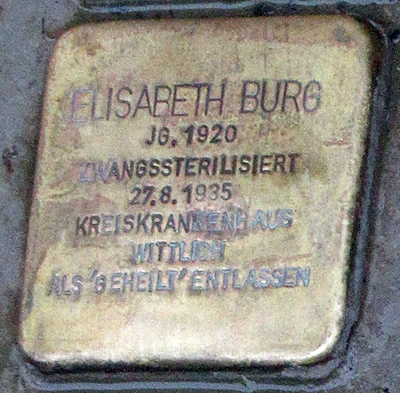 ELISABETH BURG
JG. 1920
ZWANGSSTERILISIERT
27.8.1935
KREISKRANKENHAUS
WITTLICH
ALS 'GEHEILT' ENTLASSEN